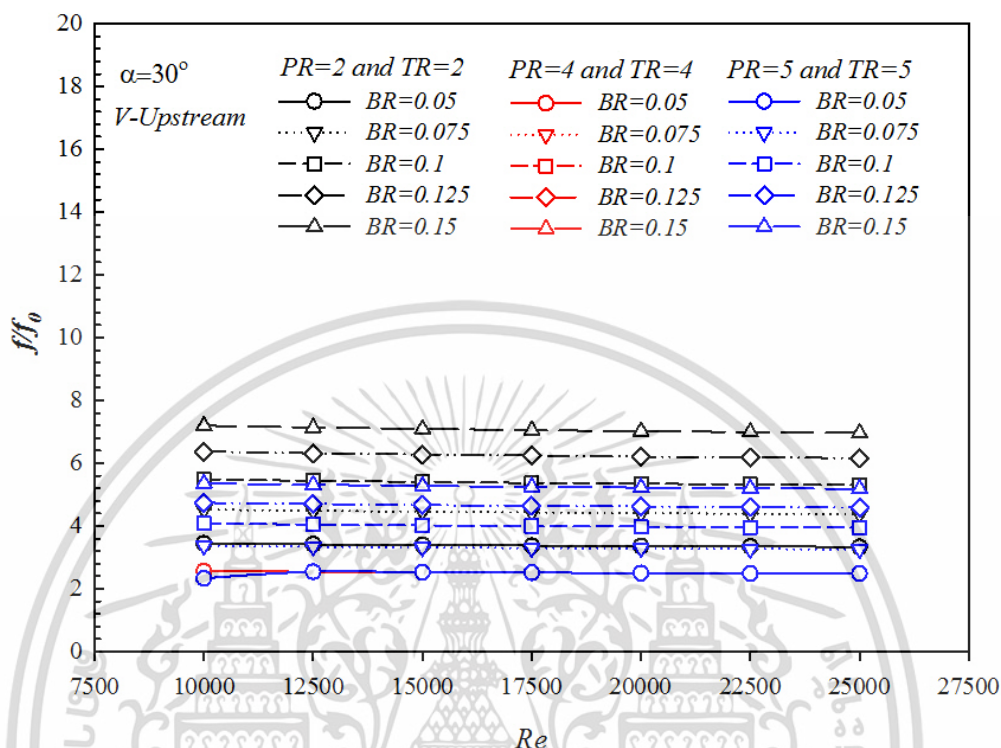 20
18
16
14
12
10
8
6
4
2
0
f/f0
α=30°
V-Upstream
PR=2 and TR=2
BR=0.05
BR=0.075
BR=0.1
BR=0.125
BR=0.15
PR=4 and TR=4
BR=0.05
BR=0.075
BR=0.1
BR=0.125
BR=0.15
PR=5 and TR=5
BR=0.05
BR=0.075
BR=0.1
BR=0.125
BR=0.15
7500 10000 12500 15000 17500 20000 22500 25000 27500
Re